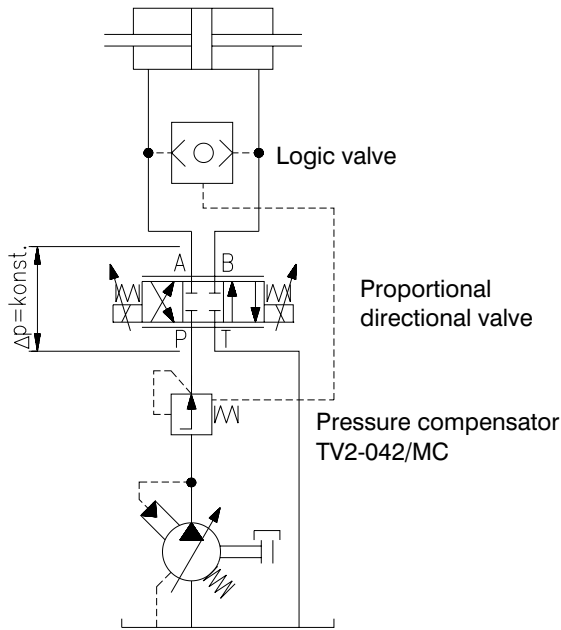 Logic valve
Δp=konst.
A B
P T
Proportional
directional valve
Pressure compensator
TV2-042/MC